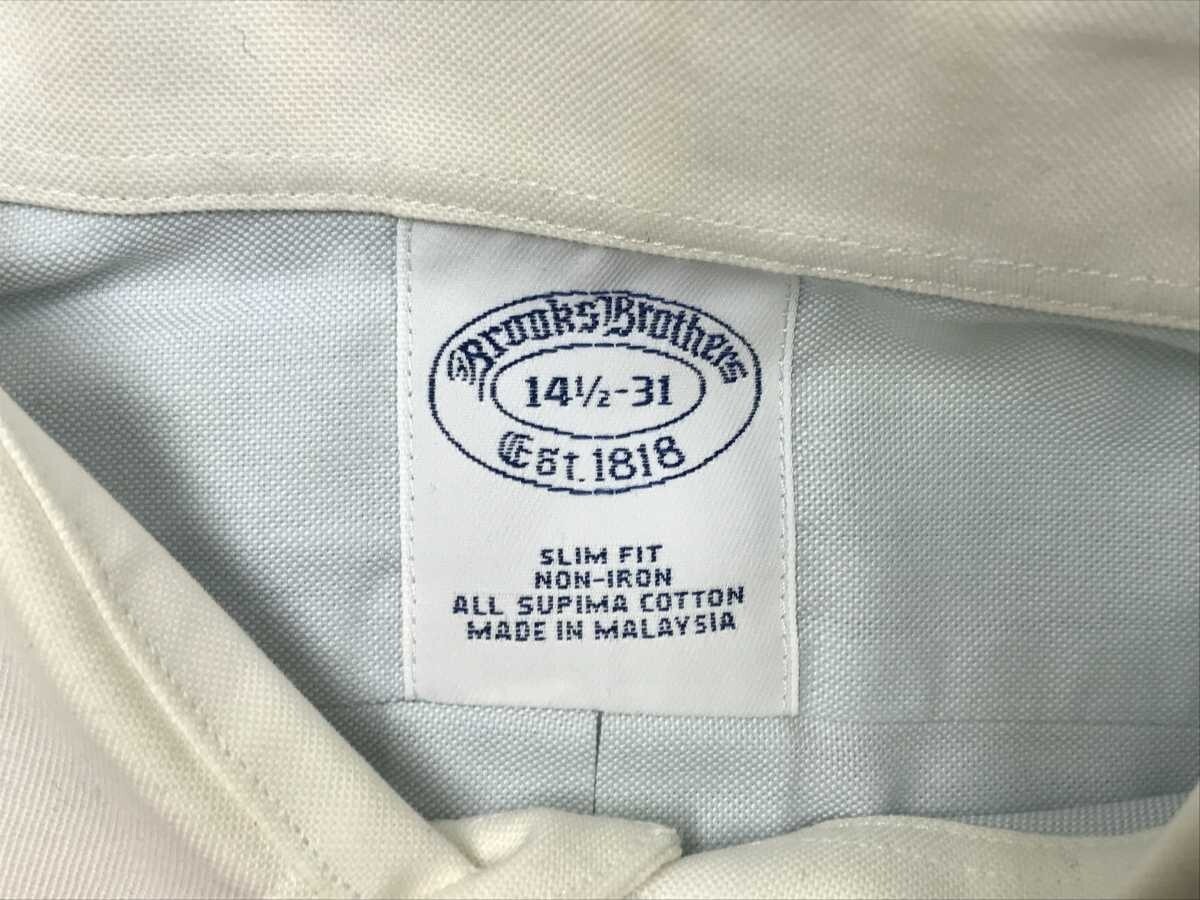 Brooks Brothers
14½-31
Est. 1818
SLIM FIT
NON-IRON
ALL SUPIMA COTTON
MADE IN MALAYSIA